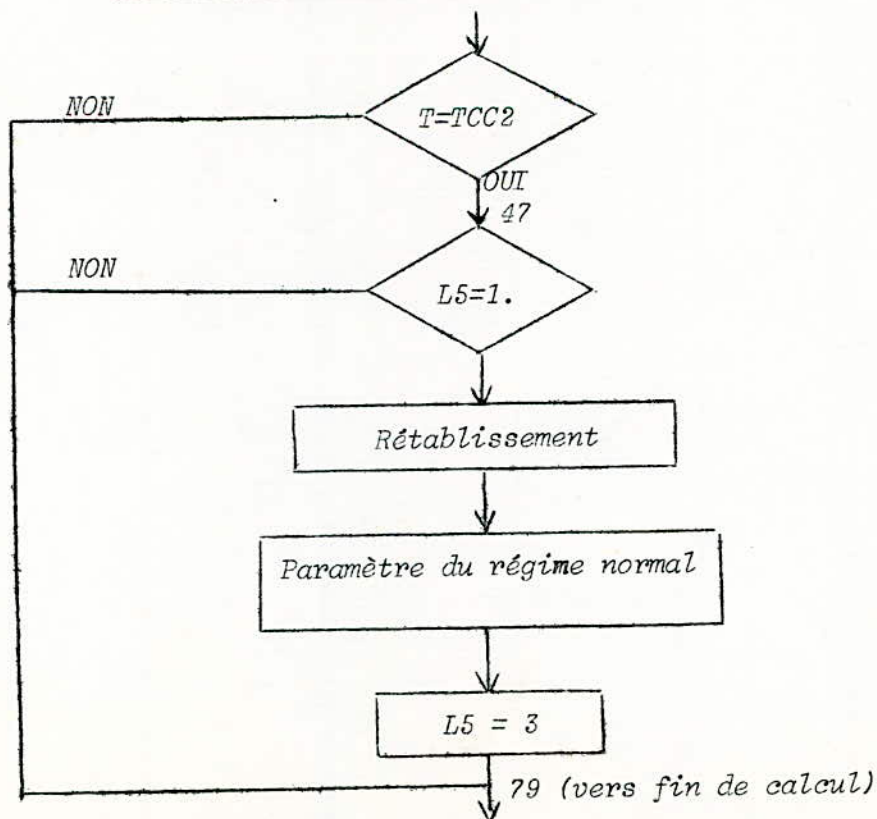 NON
T=TCC2
OUI
47
NON
L5=1.
Rétablissement
Paramètre du régime normal
L5 = 3
79 (vers fin de calcul)